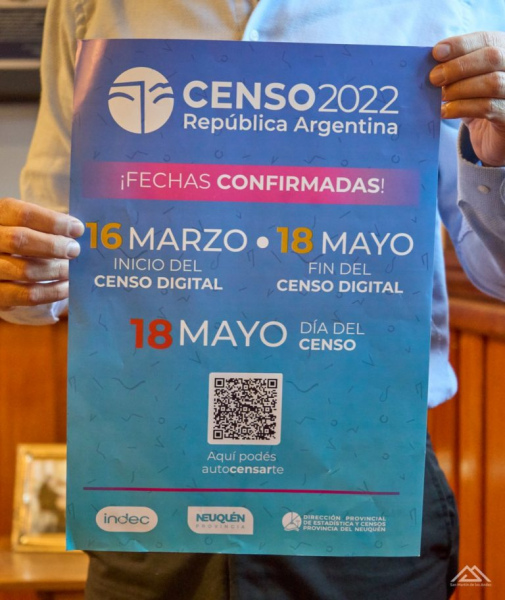 CENSO2022
República Argentina
¡FECHAS CONFIRMADAS!
16 MARZO • 18 MAYO
INICIO DEL
CENSO DIGITAL
FIN DEL
CENSO DIGITAL
18 MAYO DÍA DEL
CENSO
Aquí podés
autocensarte
indec
NEUQUÉN
PROVINCIA
DIRECCIÓN PROVINCIAL
DE ESTADÍSTICA Y CENSOS
PROVINCIA DEL NEUQUÉN